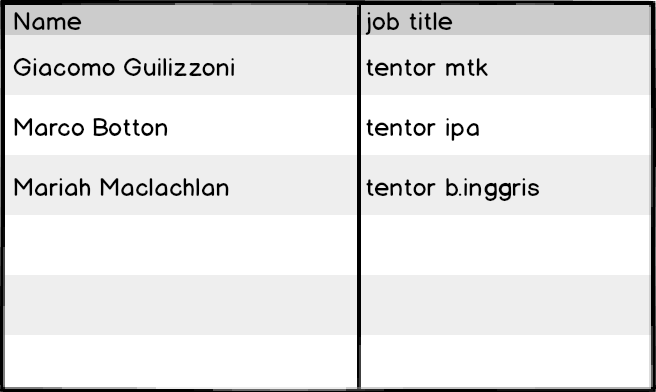 Name job title
Giacomo Guilizzoni tentor mtk
Marco Botton tentor ipa
Mariah Maclachlan tentor b.inggris